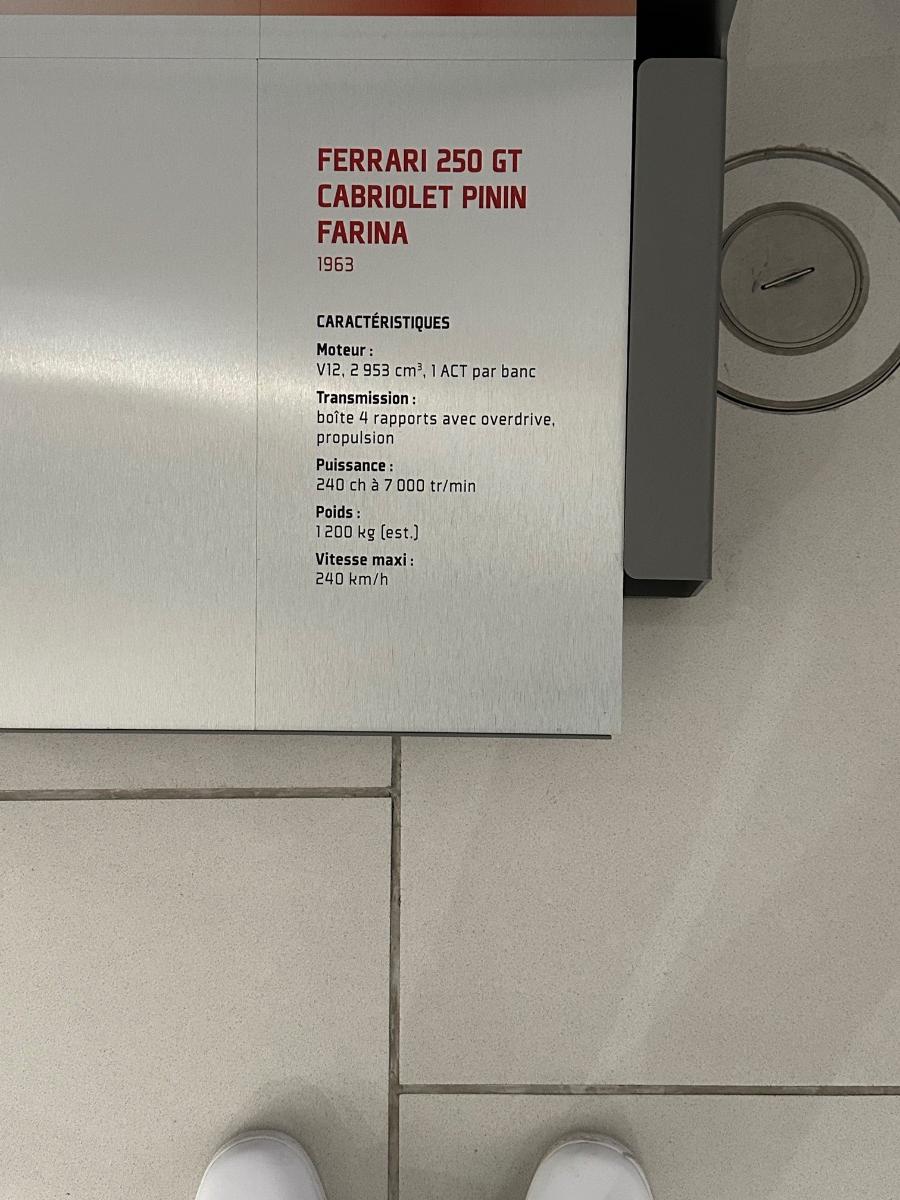 FERRARI 250 GT
CABRIOLET PININ
FARINA
1963
CARACTÉRISTIQUES
Moteur :
V12, 2 953 cm³, 1 ACT par banc
Transmission :
boîte 4 rapports avec overdrive,
propulsion
Puissance :
240 ch à 7 000 tr/min
Poids :
1 200 kg (est.)
Vitesse maxi :
240 km/h